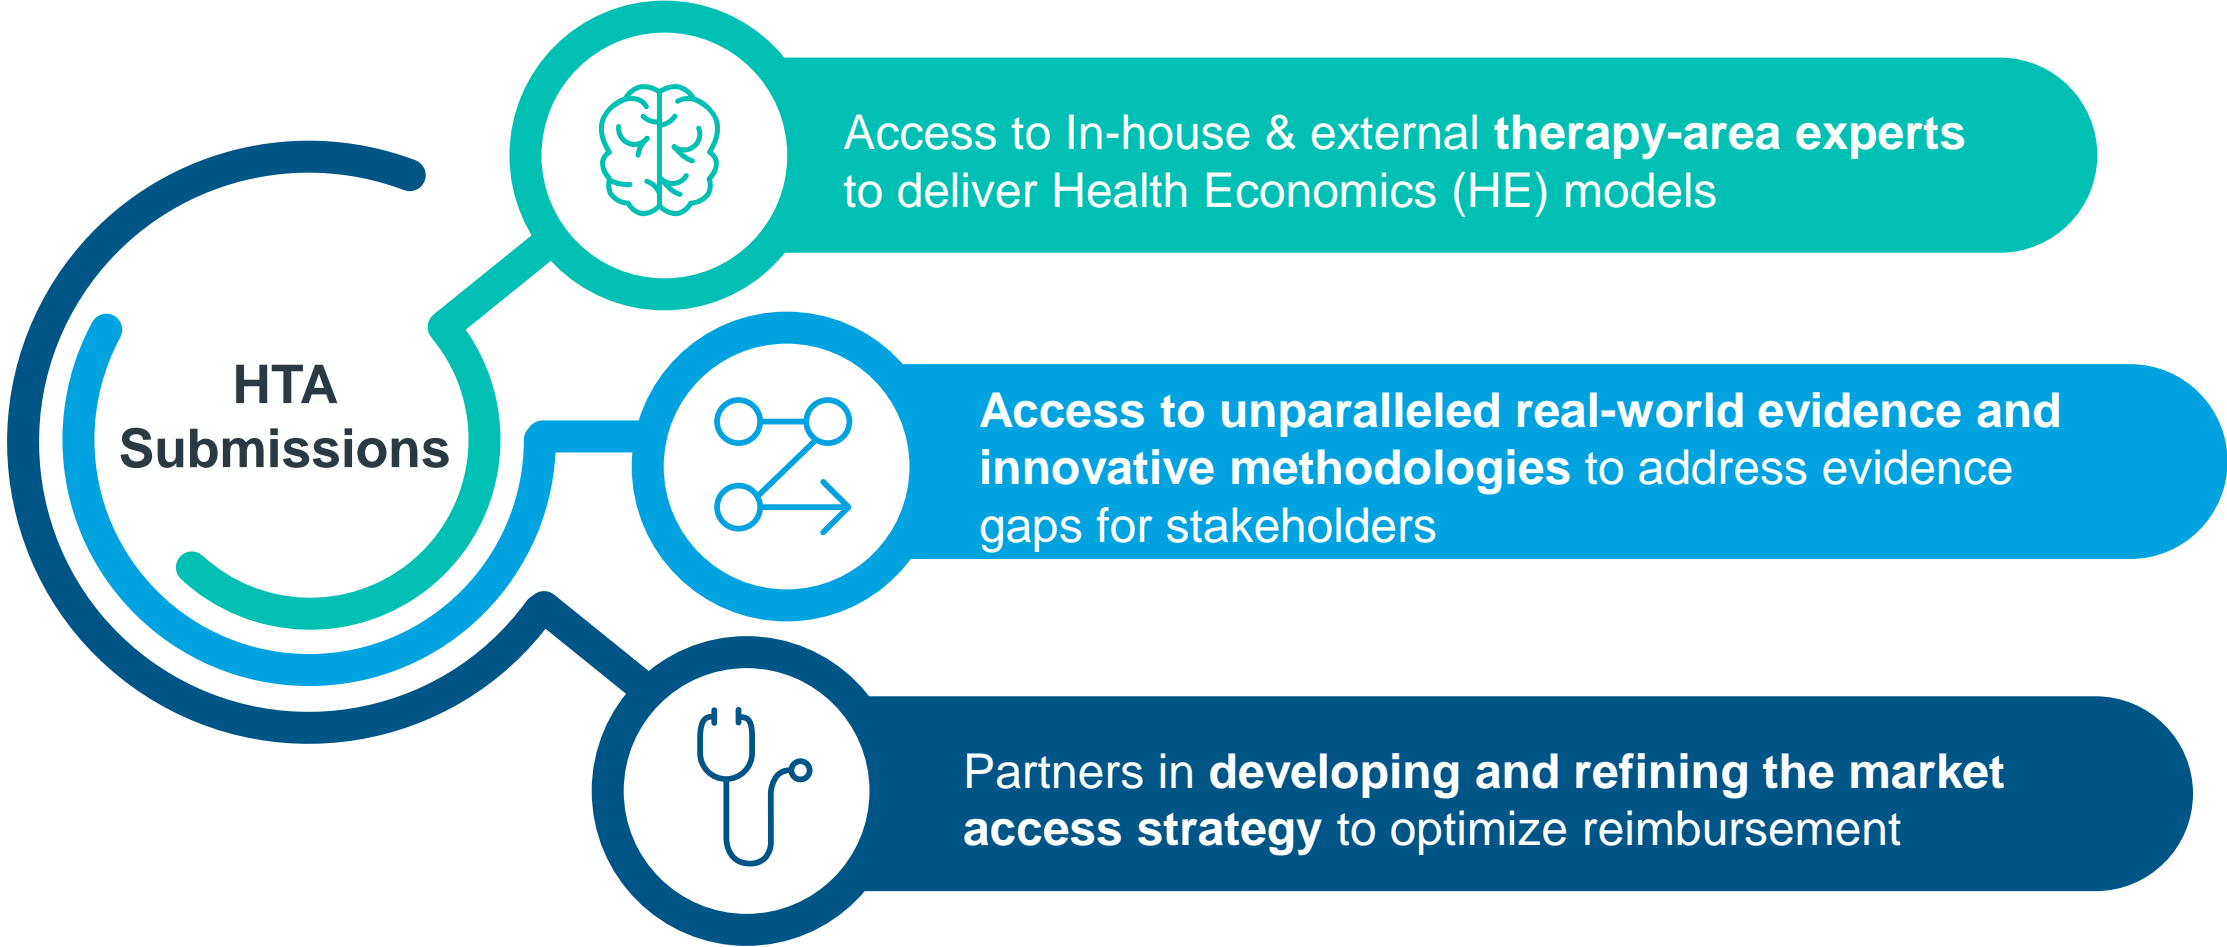 HTA
Submissions
Access to In-house & external therapy-area experts
to deliver Health Economics (HE) models
Access to unparalleled real-world evidence and
innovative methodologies to address evidence
gaps for stakeholders
Partners in developing and refining the market
access strategy to optimize reimbursement